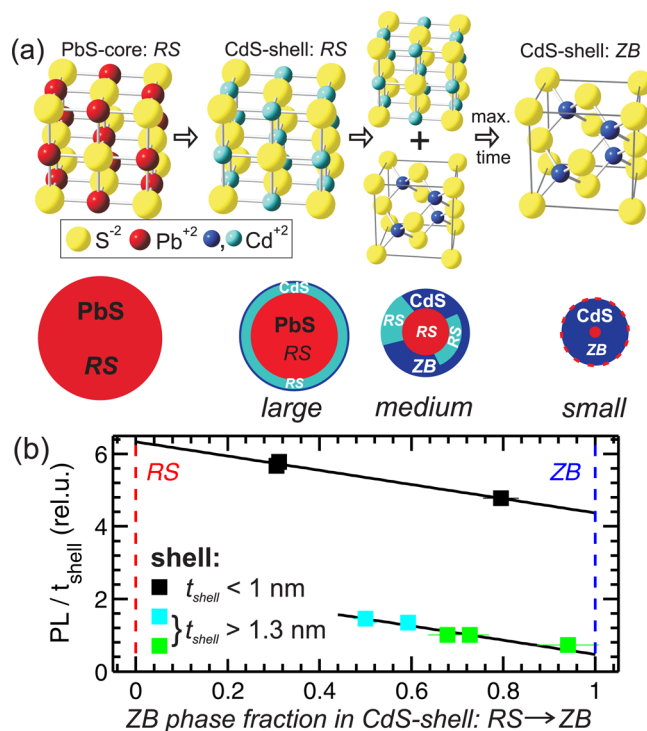 (a) PbS-core: RS CdS-shell: RS CdS-shell: ZB
+ max.
time
S⁻² Pb⁺² , Cd⁺²
PbS
RS
CdS
PbS
RS
RS
CdS
RS RS RS
ZB
CdS
ZB
large medium small
(b)
PL / t_shell (rel.u.)
6
4
2
0
RS ZB
shell:
t_shell < 1 nm
} t_shell > 1.3 nm
0 0.2 0.4 0.6 0.8 1
ZB phase fraction in CdS-shell: RS→ZB